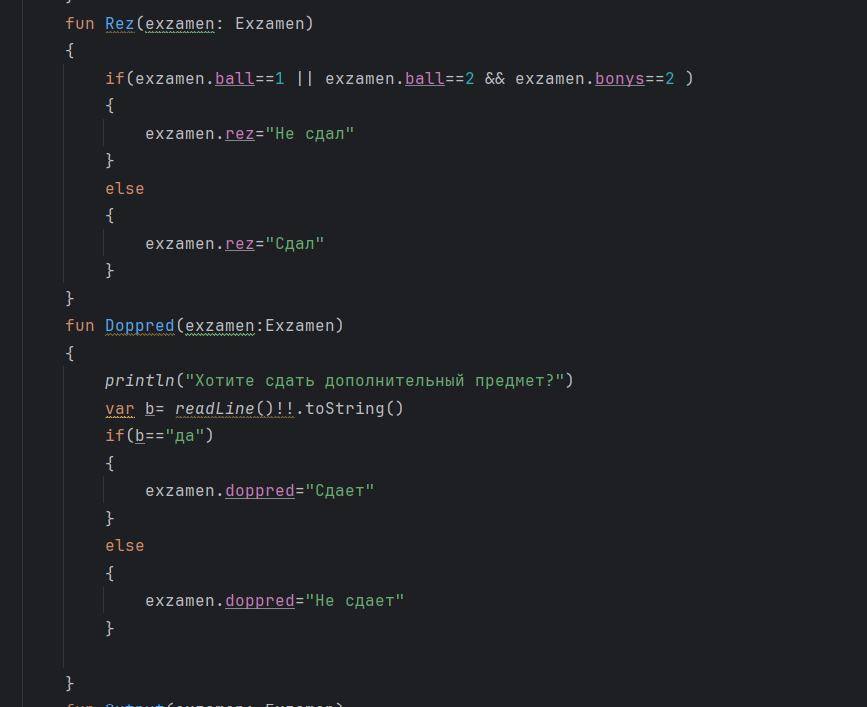 fun Rez(exzamen: Exzamen)
{
if(exzamen.ball==1 || exzamen.ball==2 && exzamen.bonys==2 )
{
exzamen.rez="Не сдал"
}
else
{
exzamen.rez="Сдал"
}
}
fun Doppred(exzamen:Exzamen)
{
println("Хотите сдать дополнительный предмет?")
var b= readLine()!!.toString()
if(b=="да")
{
exzamen.doppred="Сдает"
}
else
{
exzamen.doppred="Не сдает"
}
}